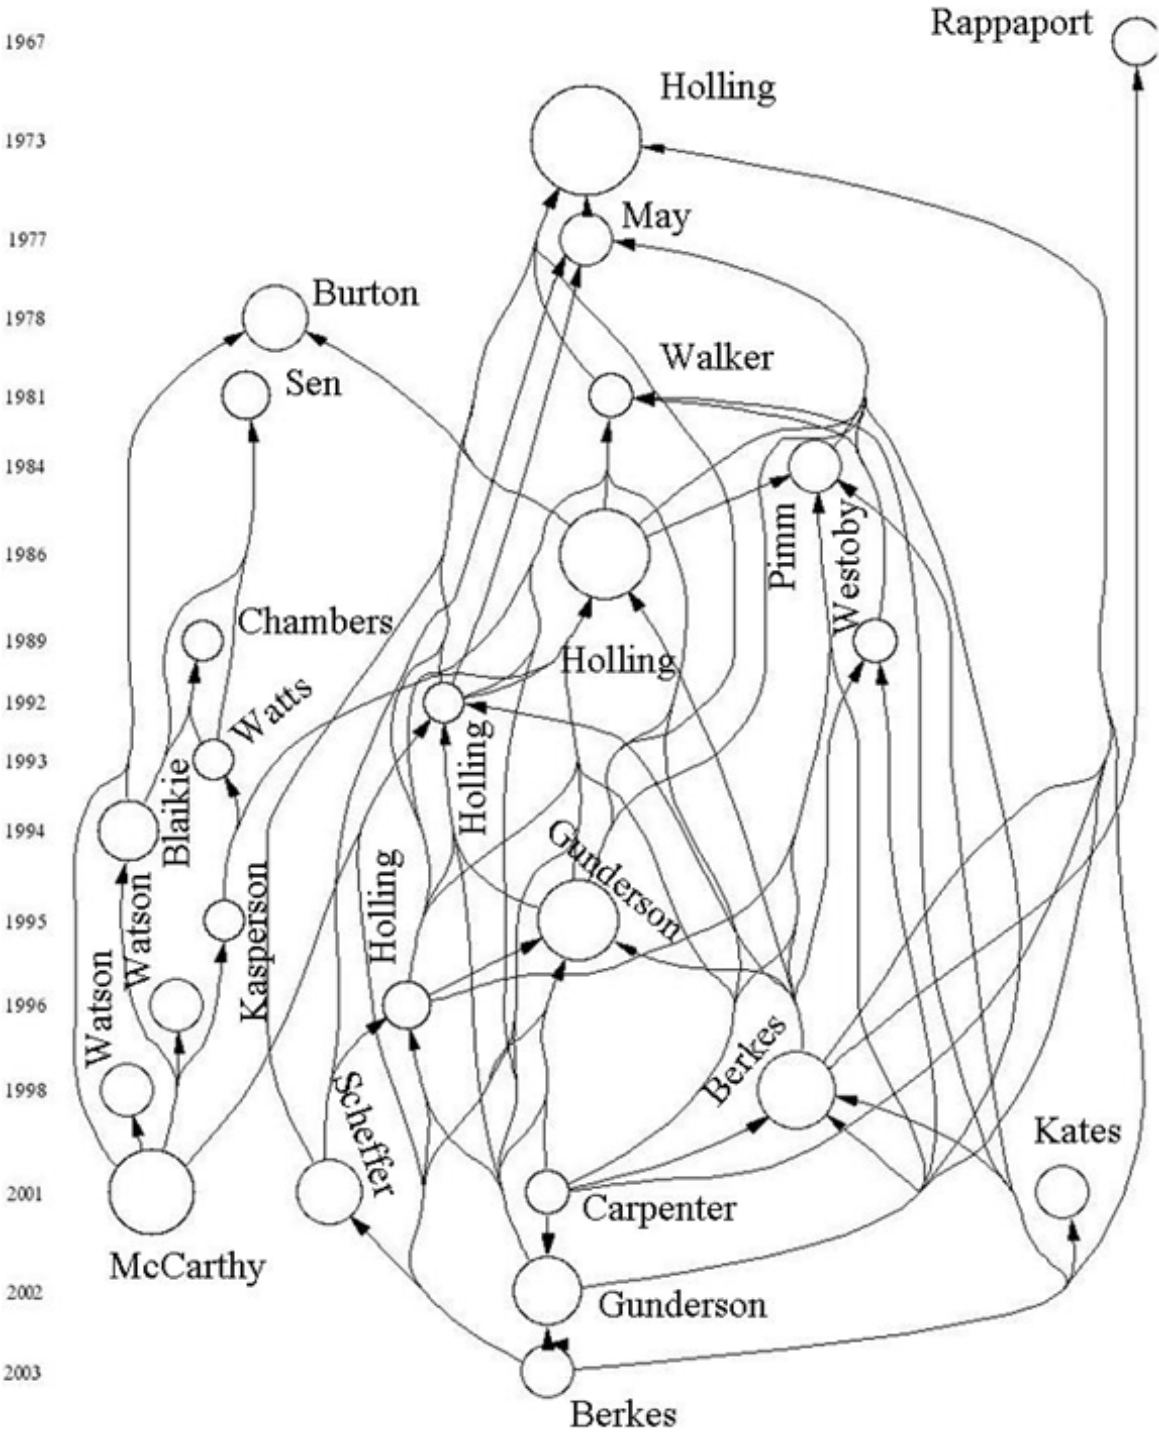 Rappaport
1967
Holling
1973
May
1977
Burton
1978
Walker
Sen
1981
1984
Pimm
Westoby
1986
Chambers
1989
Holling
Watts
1992
Holling
1993
Blaikie
1994
Gunderson
Holling
Watson
Kasperson
1995
Watson
1996
Berkes
Scheffer
1998
Kates
2001
Carpenter
McCarthy
2002
Gunderson
2003
Berkes